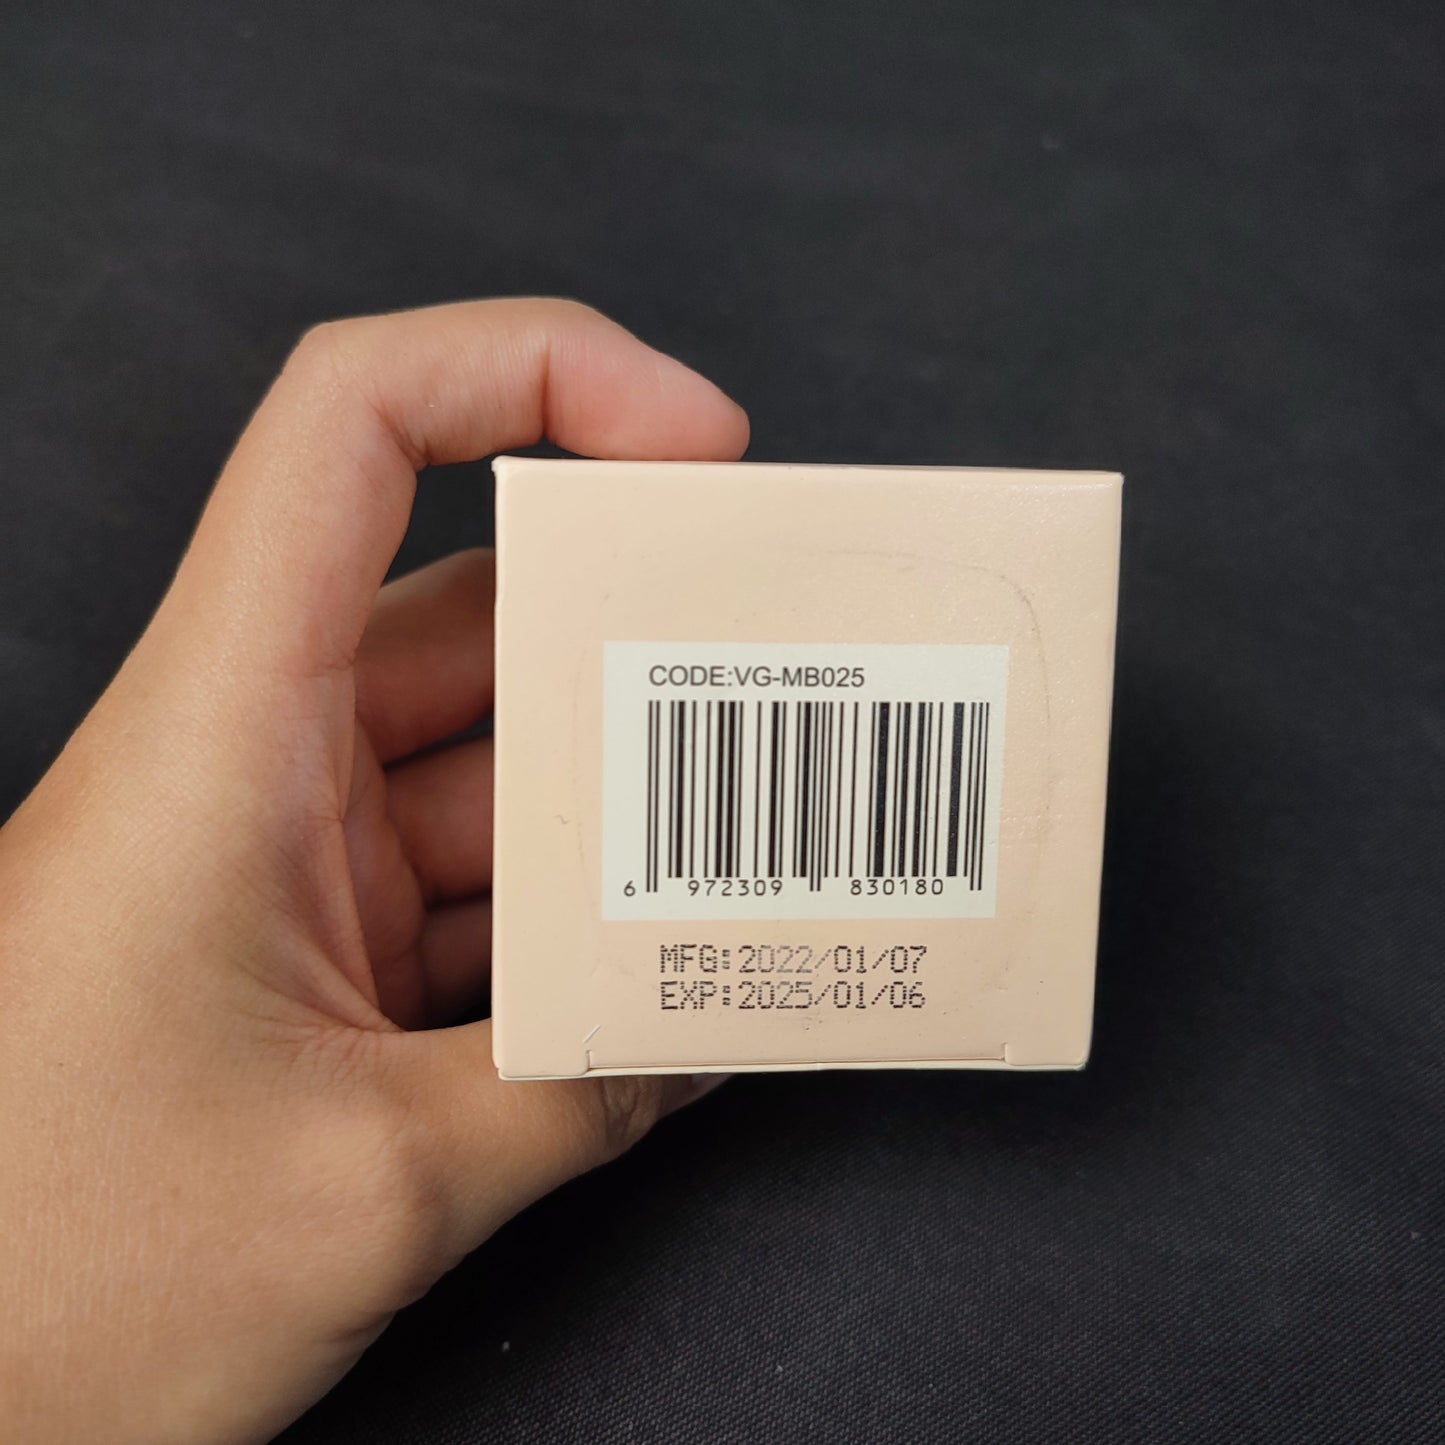 CODE:VG-MB025
6 972309 830180
MFG:2022/01/07
EXP:2025/01/06